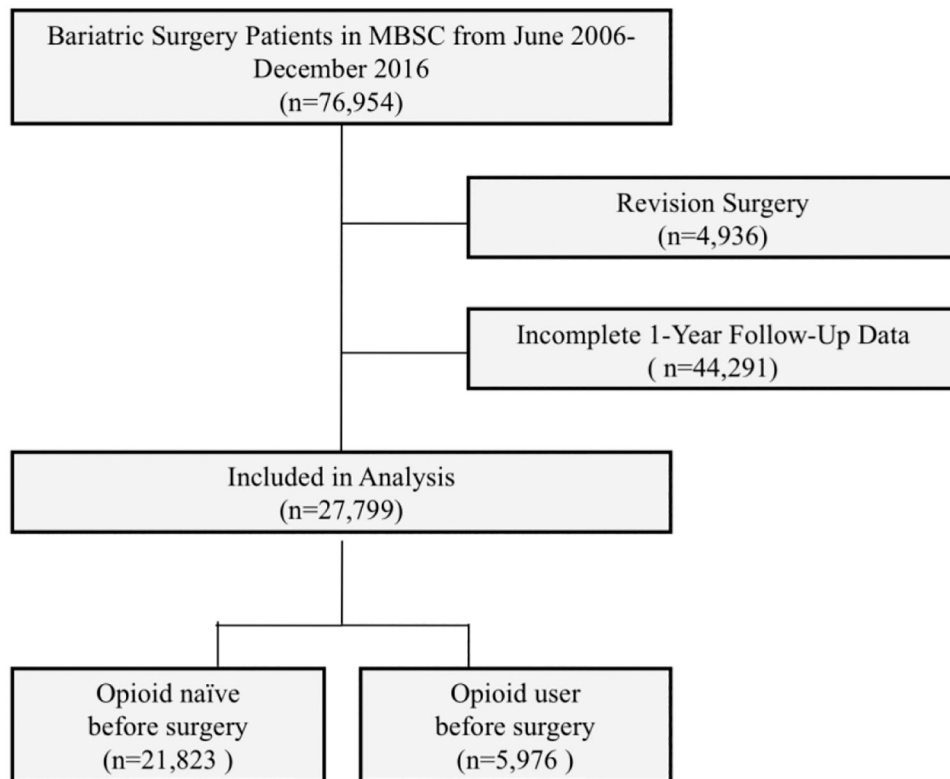 Bariatric Surgery Patients in MBSC from June 2006-
December 2016
(n=76,954)
Revision Surgery
(n=4,936)
Incomplete 1-Year Follow-Up Data
( n=44,291)
Included in Analysis
(n=27,799)
Opioid naïve
before surgery
(n=21,823 )
Opioid user
before surgery
(n=5,976 )